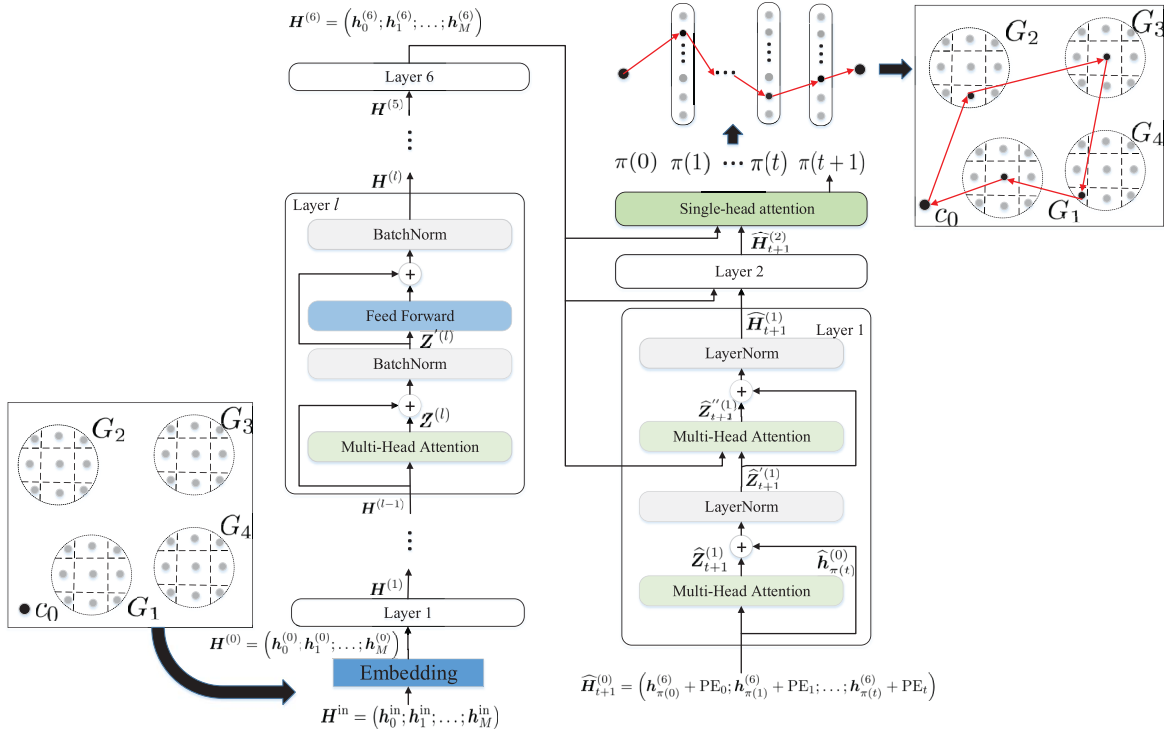 H^(6) = (h_0^(6); h_1^(6); …; h_M^(6))
Layer 6
H^(5)
H^(l)
Layer l
BatchNorm
+
Feed Forward
Z′^(l)
BatchNorm
+
Z^(l)
Multi-Head Attention
H^(l−1)
H^(1)
Layer 1
H^(0) = (h_0^(0); h_1^(0); …; h_M^(0))
Embedding
H^in = (h_0^in; h_1^in; …; h_M^in)
G_2
G_3
G_4
G_1
c_0
π(0) π(1) ⋯ π(t) π(t+1)
Single-head attention
Ĥ_{t+1}^(2)
Layer 2
Ĥ_{t+1}^(1)
Layer 1
LayerNorm
+
Ẑ″_{t+1}^(1)
Multi-Head Attention
Ẑ′_{t+1}^(1)
LayerNorm
+
Ẑ_{t+1}^(1)
ĥ_{π(t)}^(0)
Multi-Head Attention
Ĥ_{t+1}^(0) = (h_{π(0)}^(6) + PE_0; h_{π(1)}^(6) + PE_1; …; h_{π(t)}^(6) + PE_t)
G_2
G_3
G_4
G_1
c_0